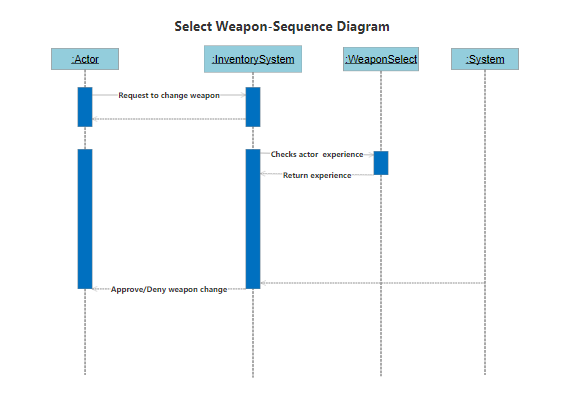 Select Weapon-Sequence Diagram
:Actor
:InventorySystem
:WeaponSelect
:System
Request to change weapon
Checks actor experience
Return experience
Approve/Deny weapon change